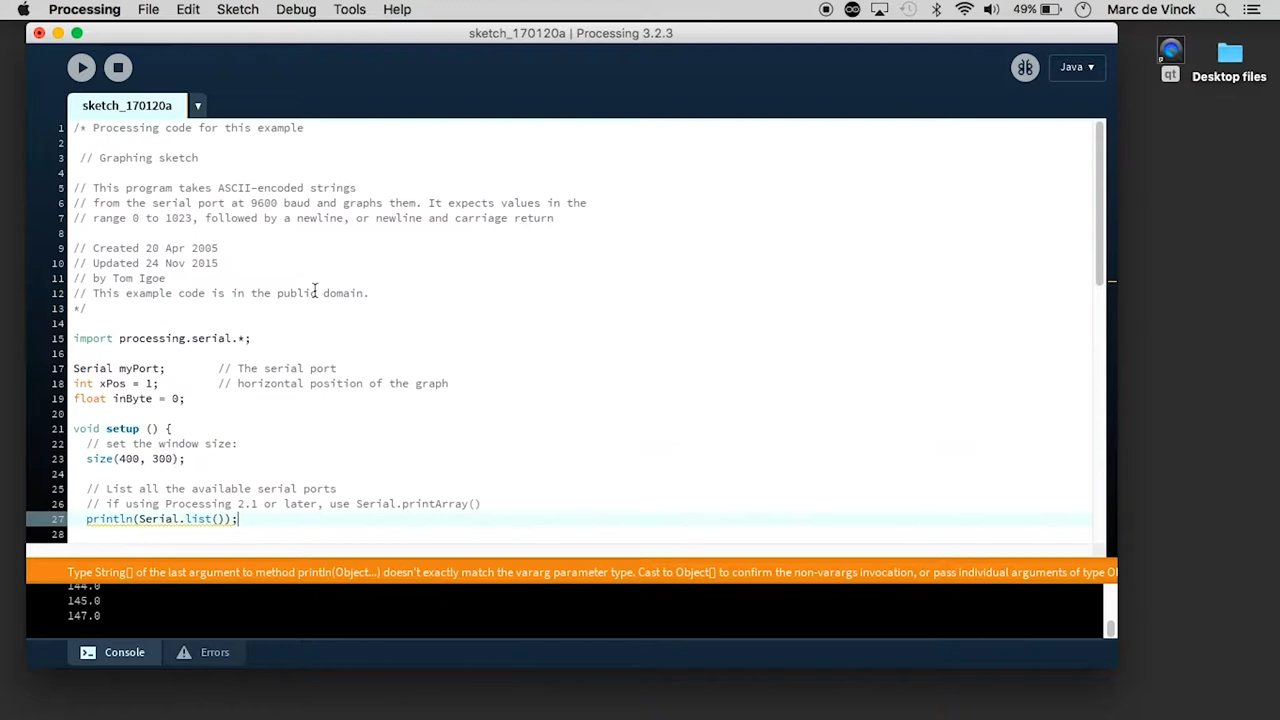 Processing File Edit Sketch Debug Tools Help 49% Marc de Vinck
sketch_170120a | Processing 3.2.3
Java ▾
sketch_170120a ▾
1 /* Processing code for this example
2
3 // Graphing sketch
4
5 // This program takes ASCII-encoded strings
6 // from the serial port at 9600 baud and graphs them. It expects values in the
7 // range 0 to 1023, followed by a newline, or newline and carriage return
8
9 // Created 20 Apr 2005
10 // Updated 24 Nov 2015
11 // by Tom Igoe
12 // This example code is in the public domain.
13 */
14
15 import processing.serial.*;
16
17 Serial myPort; // The serial port
18 int xPos = 1; // horizontal position of the graph
19 float inByte = 0;
20
21 void setup () {
22 // set the window size:
23 size(400, 300);
24
25 // List all the available serial ports
26 // if using Processing 2.1 or later, use Serial.printArray()
27 println(Serial.list());
28
Type String[] of the last argument to method println(Object...) doesn't exactly match the vararg parameter type. Cast to Object[] to confirm the non-varargs invocation, or pass individual arguments of type
144.0
145.0
147.0
Console Errors
qt
Desktop files